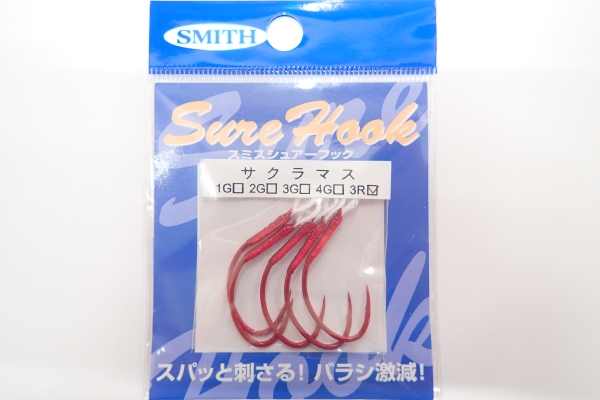 SMITH
Sure Hook
スミスシュアーフック
サクラマス
1G□ 2G□ 3G□ 4G□ 3R☑
スパッと刺さる!バラシ激減!